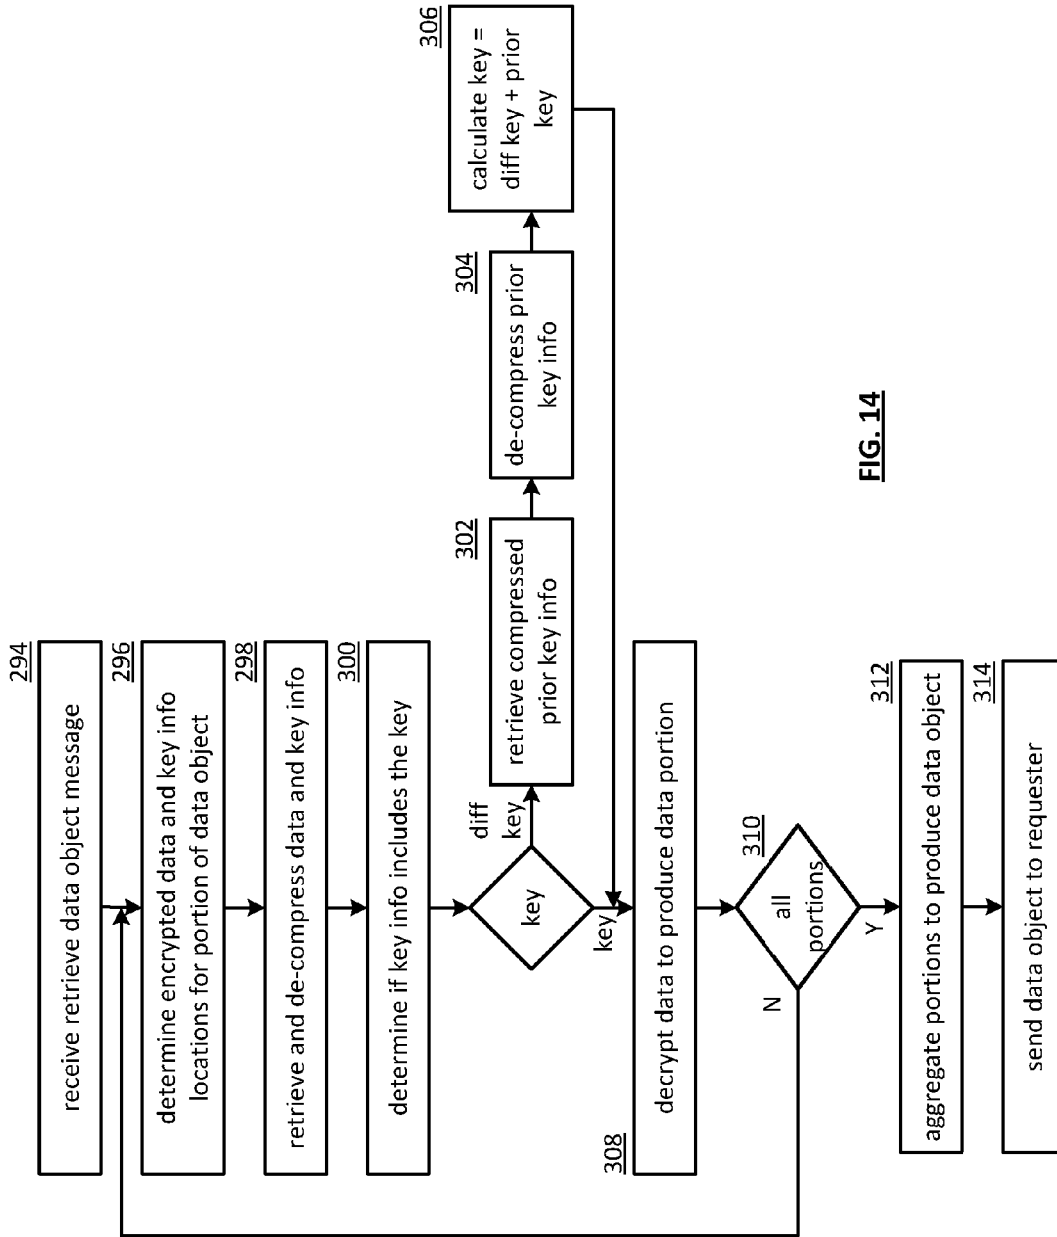 294
receive retrieve data object message
296
determine encrypted data and key info
locations for portion of data object
298
retrieve and de-compress data and key info
300
determine if key info includes the key
key
diff
key
key
302
retrieve compressed
prior key info
304
de-compress prior
key info
306
calculate key =
diff key + prior
key
308
decrypt data to produce data portion
310
all
portions
N
Y
312
aggregate portions to produce data object
314
send data object to requester
FIG. 14